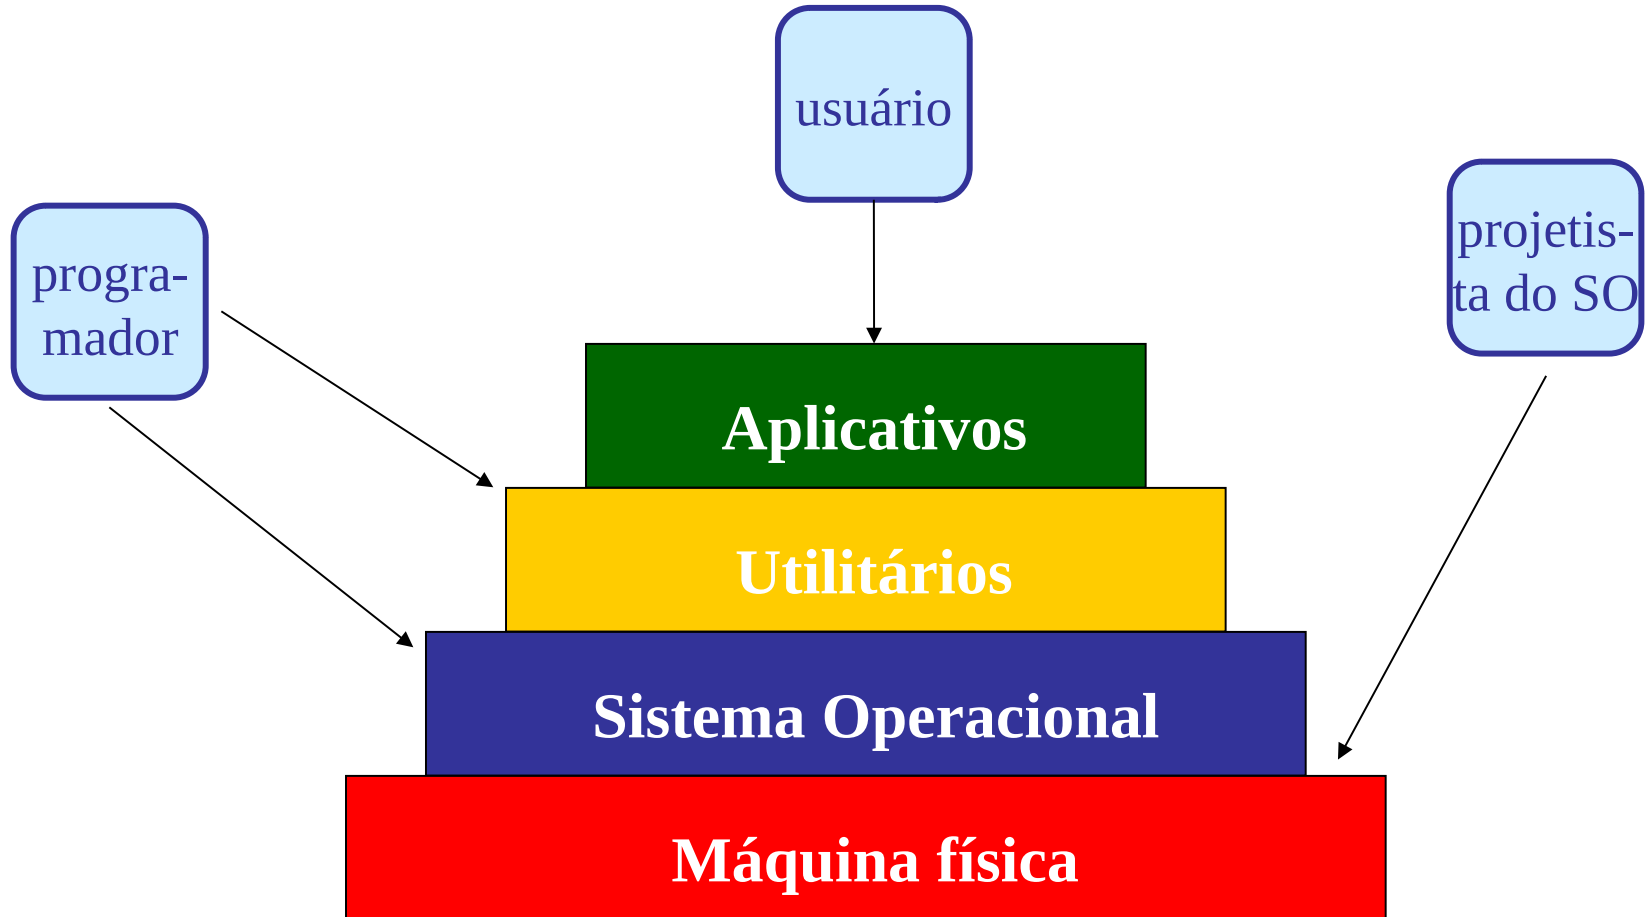 usuário
projetis-
ta do SO
progra-
mador
Aplicativos
Utilitários
Sistema Operacional
Máquina física